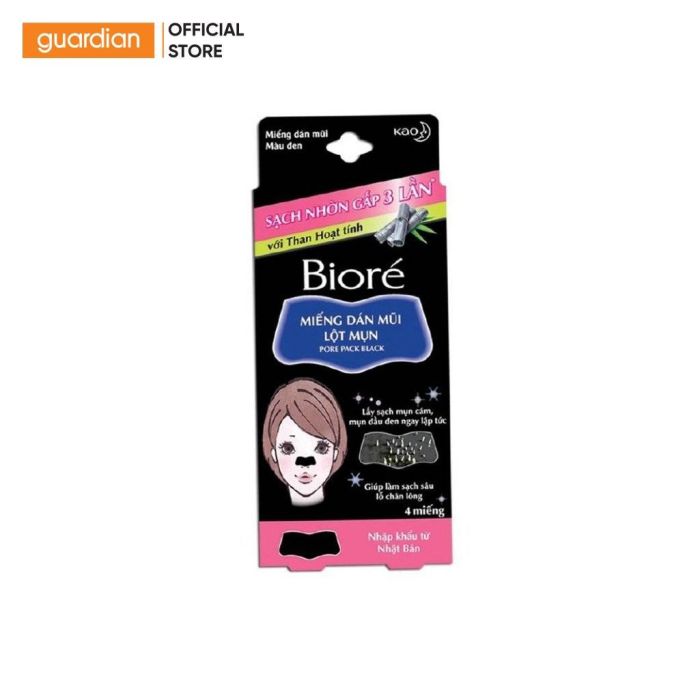 guardian
OFFICIAL
STORE
Miếng dán mũi
Màu đen
Kao
SẠCH NHỜN GẤP 3 LẦN*
với Than Hoạt tính
Bioré
MIẾNG DÁN MŨI
LỘT MỤN
PORE PACK BLACK
Lấy sạch mụn cám,
mụn đầu đen ngay lập tức
Giúp làm sạch sâu
lỗ chân lông
4 miếng
Nhập khẩu từ
Nhật Bản